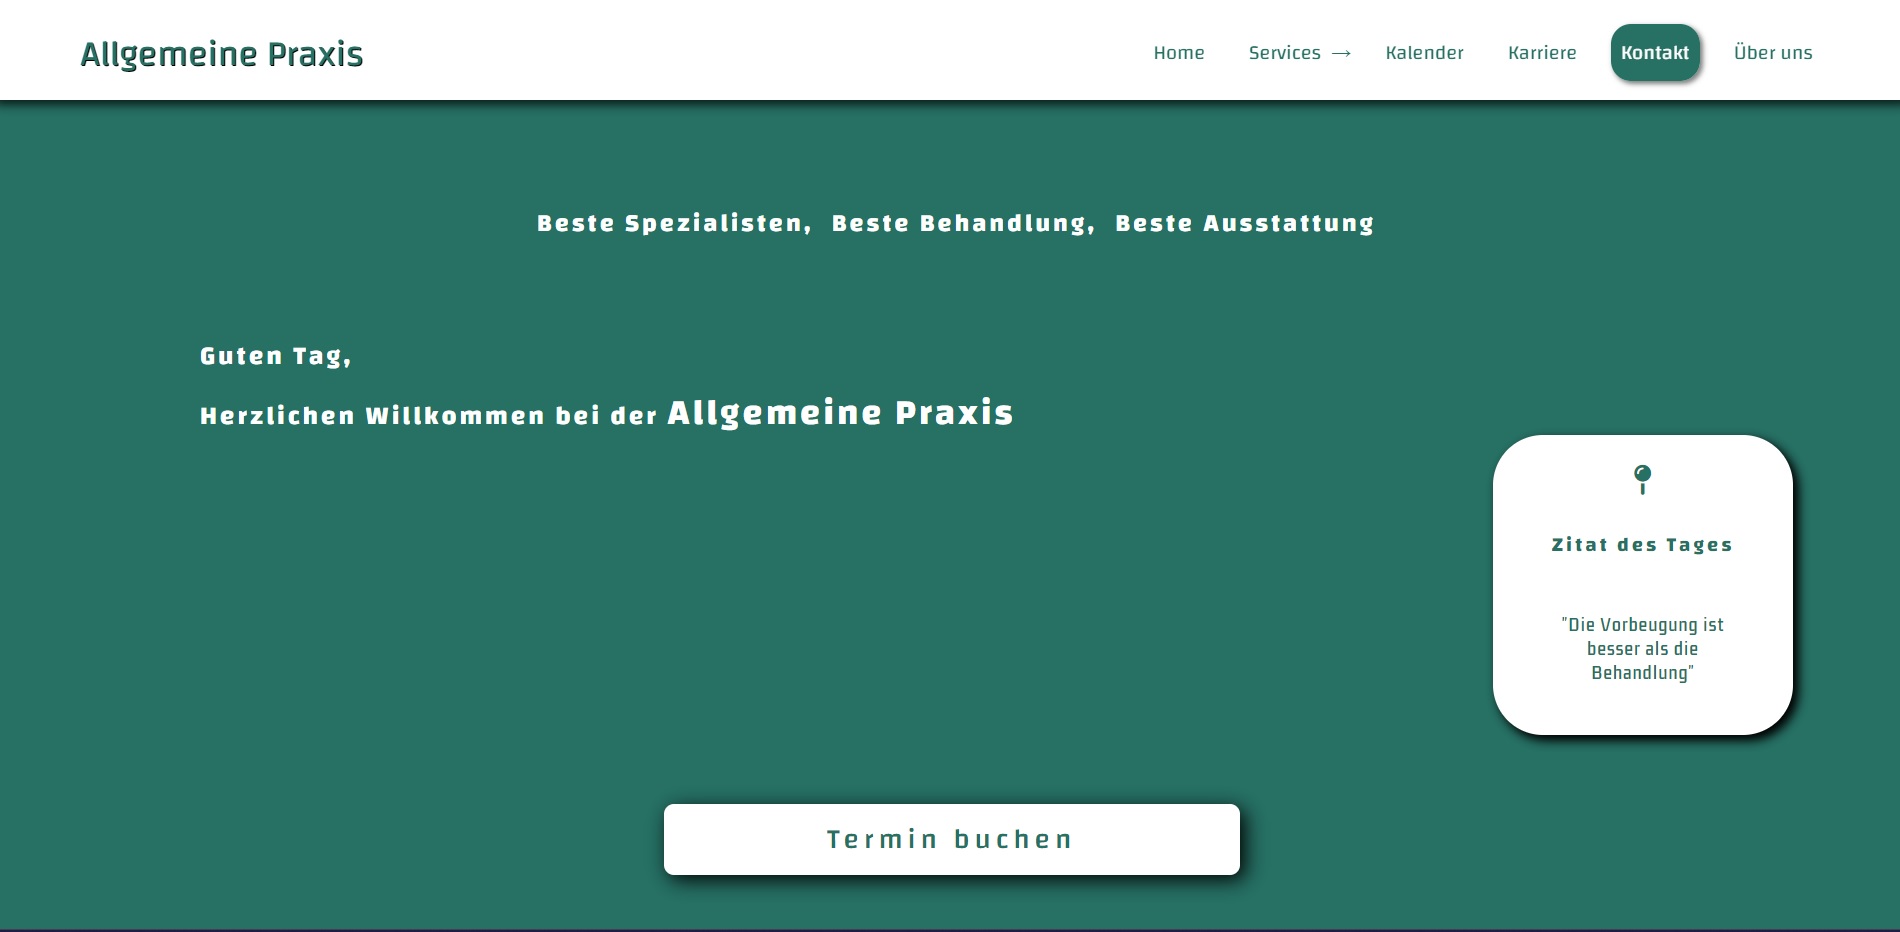 Allgemeine Praxis
Home Services → Kalender Karriere Kontakt Über uns
Beste Spezialisten, Beste Behandlung, Beste Ausstattung
Guten Tag,
Herzlichen Willkommen bei der Allgemeine Praxis
Zitat des Tages
"Die Vorbeugung ist
besser als die
Behandlung"
Termin buchen